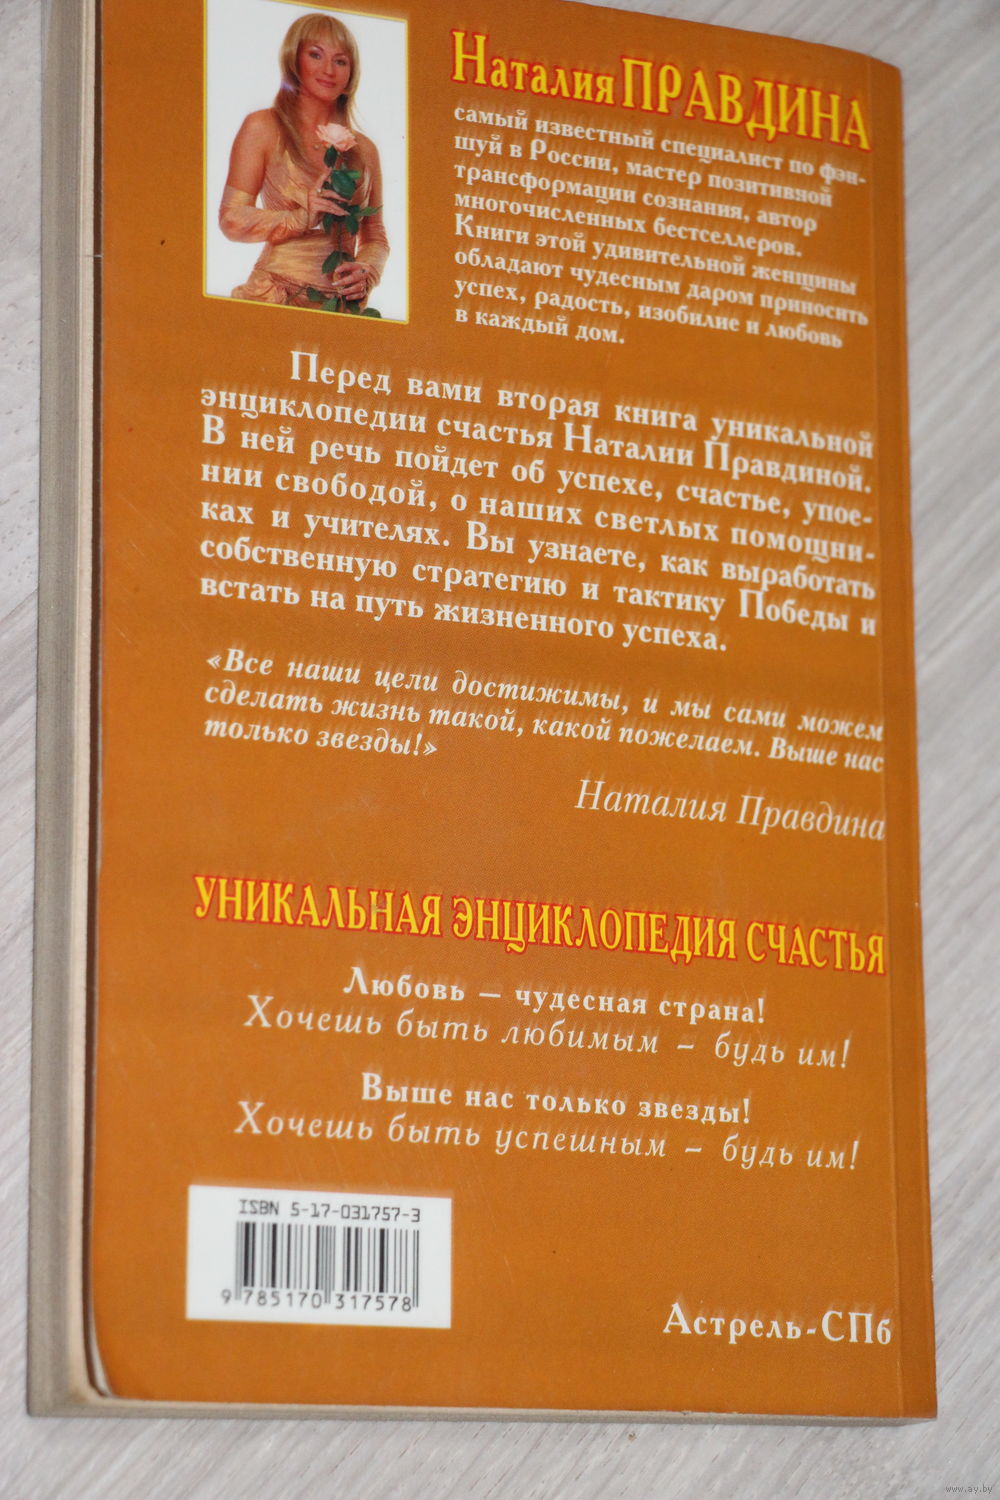 Наталия ПРАВДИНА
самый известный специалист по фэн-
шуй в России, мастер позитивной
трансформации сознания, автор
многочисленных бестселлеров.
Книги этой удивительной женщины
обладают чудесным даром приносить
успех, радость, изобилие и любовь
в каждый дом.
Перед вами вторая книга уникальной
энциклопедии счастья Наталии Правдиной.
В ней речь пойдет об успехе, счастье, упое-
нии свободой, о наших светлых помощни-
ках и учителях. Вы узнаете, как выработать
собственную стратегию и тактику Победы и
встать на путь жизненного успеха.
«Все наши цели достижимы, и мы сами можем
сделать жизнь такой, какой пожелаем. Выше нас
только звезды!»
Наталия Правдина
УНИКАЛЬНАЯ ЭНЦИКЛОПЕДИЯ СЧАСТЬЯ
Любовь – чудесная страна!
Хочешь быть любимым – будь им!
Выше нас только звезды!
Хочешь быть успешным – будь им!
ISBN 5-17-031757-3
9 785170 317578
Астрель-СПб
www.ay.by